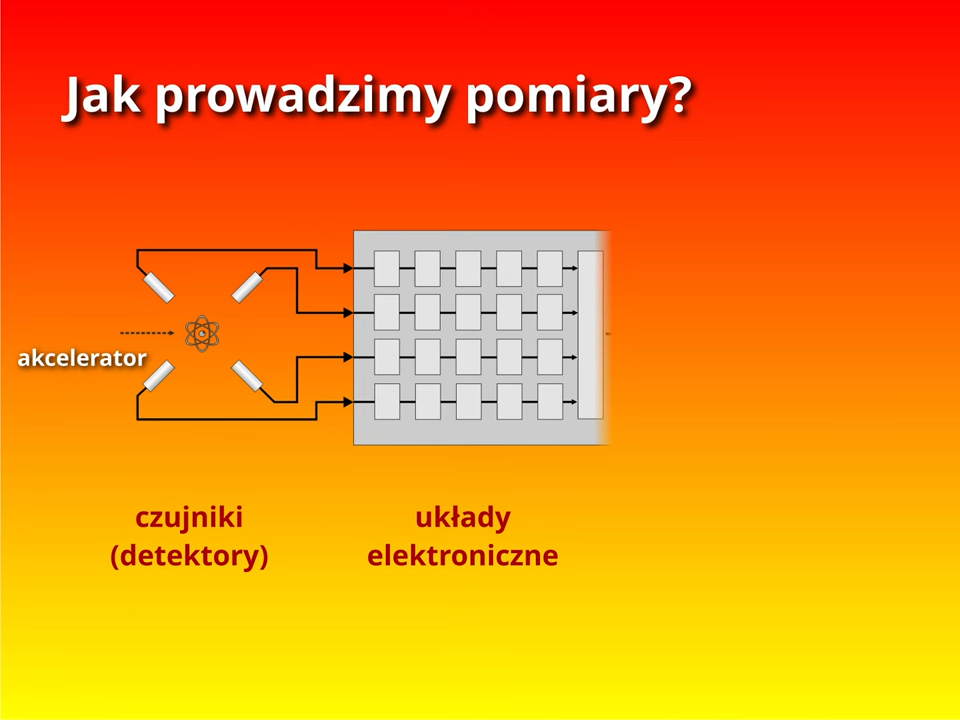 Jak prowadzimy pomiary?
akcelerator
czujniki
(detektory)
układy
elektroniczne